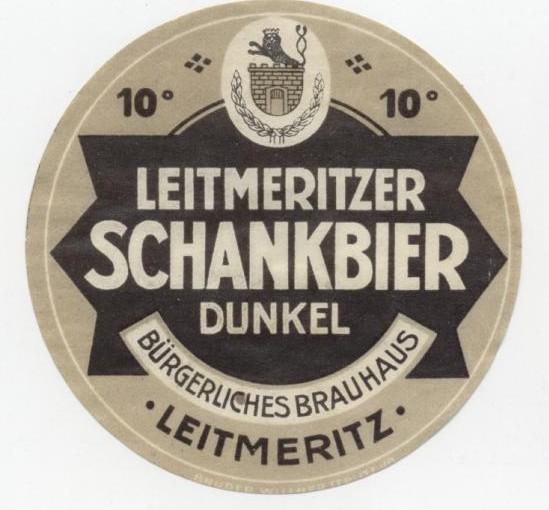 10° 10°
LEITMERITZER
SCHANKBIER
DUNKEL
BÜRGERLICHES BRAUHAUS
• LEITMERITZ •